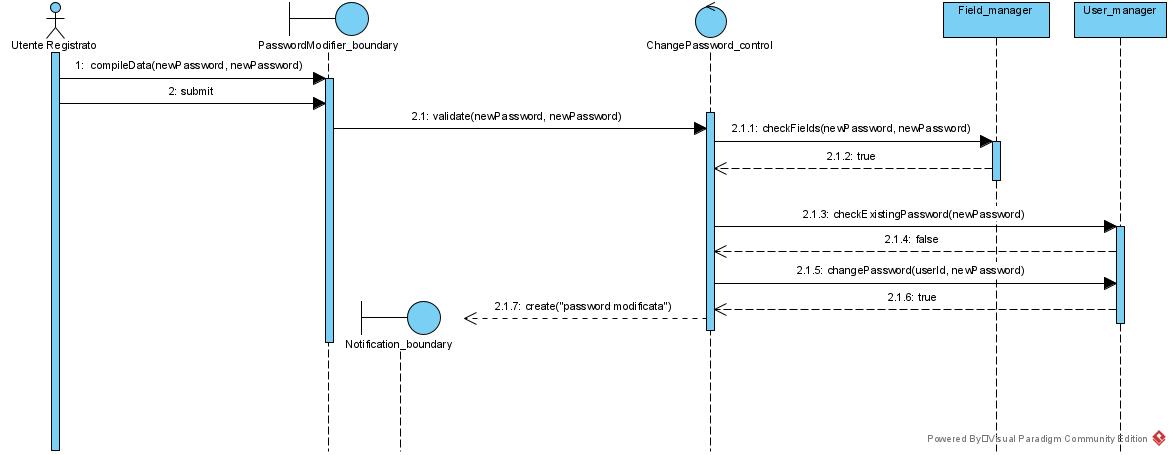 Utente Registrato
PasswordModifier_boundary
ChangePassword_control
Field_manager
User_manager
1: compileData(newPassword, newPassword)
2: submit
2.1: validate(newPassword, newPassword)
2.1.1: checkFields(newPassword, newPassword)
2.1.2: true
2.1.3: checkExistingPassword(newPassword)
2.1.4: false
2.1.5: changePassword(userId, newPassword)
2.1.6: true
2.1.7: create("password modificata")
Notification_boundary
Powered By Visual Paradigm Community Edition